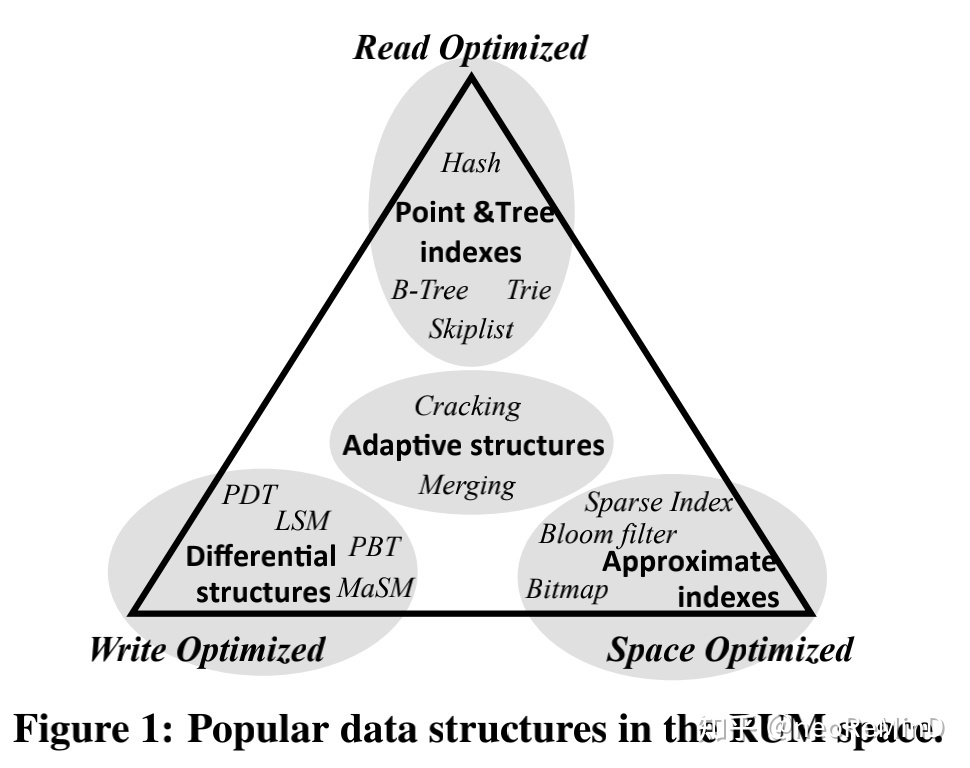 Read Optimized
Hash
Point &Tree
indexes
B-Tree Trie
Skiplist
Cracking
Adaptive structures
Merging
PDT
LSM
PBT
Differential
structures
MaSM
Sparse Index
Bloom filter
Approximate
indexes
Bitmap
Write Optimized
Space Optimized
Figure 1: Popular data structures in the RUM space.
知乎 @neoReMinD